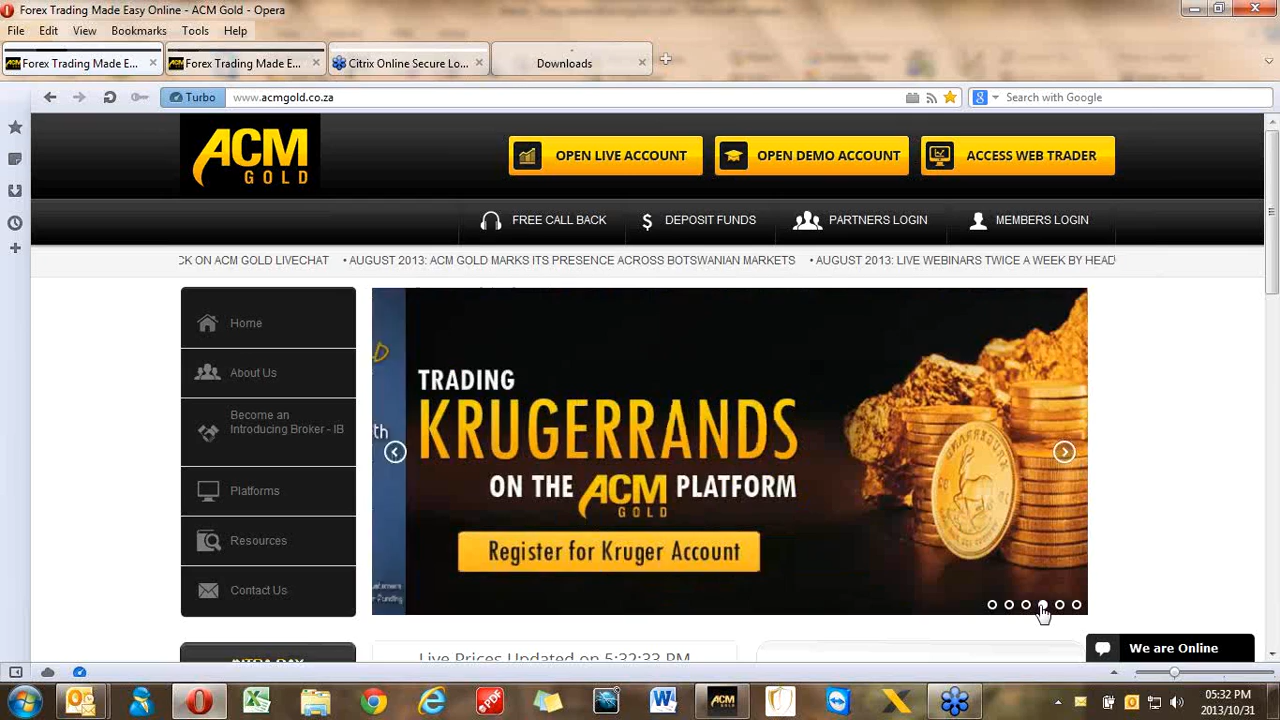 Forex Trading Made Easy Online - ACM Gold - Opera
File Edit View Bookmarks Tools Help
Forex Trading Made E... Forex Trading Made E... Citrix Online Secure Lo... Downloads
Turbo www.acmgold.co.za Search with Google
ACM GOLD
OPEN LIVE ACCOUNT OPEN DEMO ACCOUNT ACCESS WEB TRADER
FREE CALL BACK DEPOSIT FUNDS PARTNERS LOGIN MEMBERS LOGIN
CK ON ACM GOLD LIVECHAT • AUGUST 2013: ACM GOLD MARKS ITS PRESENCE ACROSS BOTSWANIAN MARKETS • AUGUST 2013: LIVE WEBINARS TWICE A WEEK BY HEAD
Home
About Us
Become an
Introducing Broker - IB
Platforms
Resources
Contact Us
th
TRADING
KRUGERRANDS
ON THE ACM GOLD PLATFORM
Register for Kruger Account
Live Prices Updated on 5:32:33 PM
INTRA DAY
We are Online
05:32 PM
2013/10/31